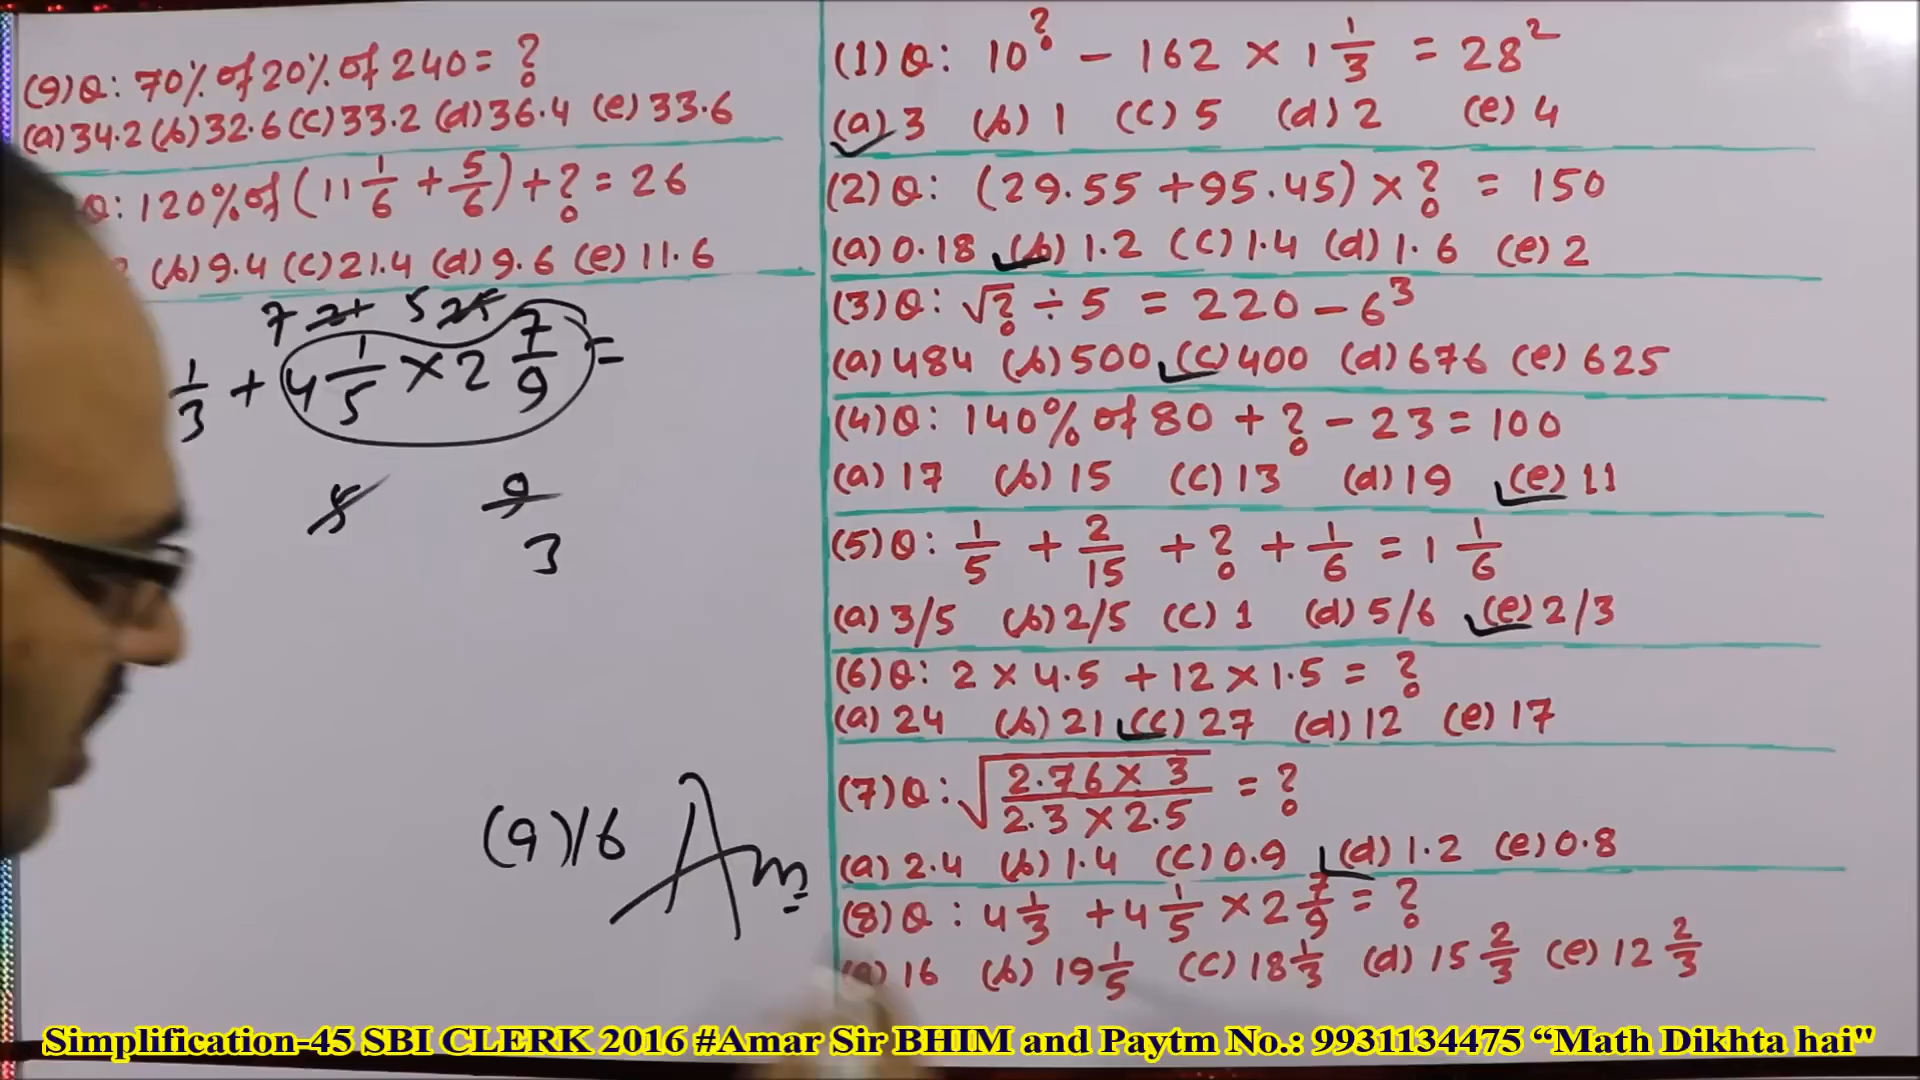 (9)Q: 70% of 20% of 240 = ?
(a)34.2 (b)32.6 (c)33.2 (d)36.4 (e)33.6
Q: 120% of (11 1/6 + 5/6) + ? = 26
(b)9.4 (c)21.4 (d)9.6 (e)11.6
7 21 5 25
1/3 + 4 1/5 × 2 7/9 =
5 9
3
(a)16 Ans
(1)Q: 10^? - 162 × 1 1/3 = 28²
(a)3 (b)1 (c)5 (d)2 (e)4
(2)Q: (29.55 + 95.45) × ? = 150
(a)0.18 (b)1.2 (c)1.4 (d)1.6 (e)2
(3)Q: √? ÷ 5 = 220 - 6³
(a)484 (b)500 (c)400 (d)676 (e)625
(4)Q: 140% of 80 + ? - 23 = 100
(a)17 (b)15 (c)13 (d)19 (e)11
(5)Q: 1/5 + 2/15 + ? + 1/6 = 1 1/6
(a)3/5 (b)2/5 (c)1 (d)5/6 (e)2/3
(6)Q: 2 × 4.5 + 12 × 1.5 = ?
(a)24 (b)21 (c)27 (d)12 (e)17
(7)Q: √(2.76 × 3 / 2.3 × 2.5) = ?
(a)2.4 (b)1.4 (c)0.9 (d)1.2 (e)0.8
(8)Q: 4 1/3 + 4 1/5 × 2 7/9 = ?
(a)16 (b)19 1/5 (c)18 1/3 (d)15 2/3 (e)12 2/3
Simplification-45 SBI CLERK 2016 #Amar Sir BHIM and Paytm No.: 9931134475 “Math Dikhta hai"